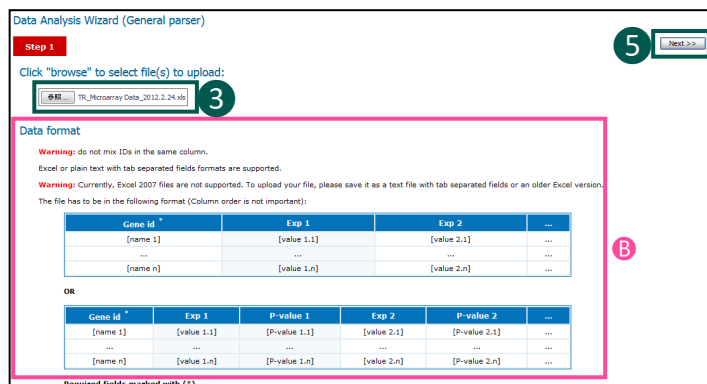 Data Analysis Wizard (General parser)
Step 1
5
Next >>
Click "browse" to select file(s) to upload:
参照... TR_Microarray Data_2012.2.24.xls
3
Data format
Warning: do not mix IDs in the same column.
Excel or plain text with tab separated fields formats are supported.
Warning: Currently, Excel 2007 files are not supported. To upload your file, please save it as a text file with tab separated fields or an older Excel version.
The file has to be in the following format (Column order is not important):
Gene id * Exp 1 Exp 2 ...
[name 1] [value 1.1] [value 2.1] ...
... ... ... ...
[name n] [value 1.n] [value 2.n] ...
B
OR
Gene id * Exp 1 P-value 1 Exp 2 P-value 2 ...
[name 1] [value 1.1] [P-value 1.1] [value 2.1] [P-value 2.1] ...
... ... ... ... ... ...
[name n] [value 1.n] [P-value 1.n] [value 2.n] [P-value 2.n] ...
Required fields marked with (*)